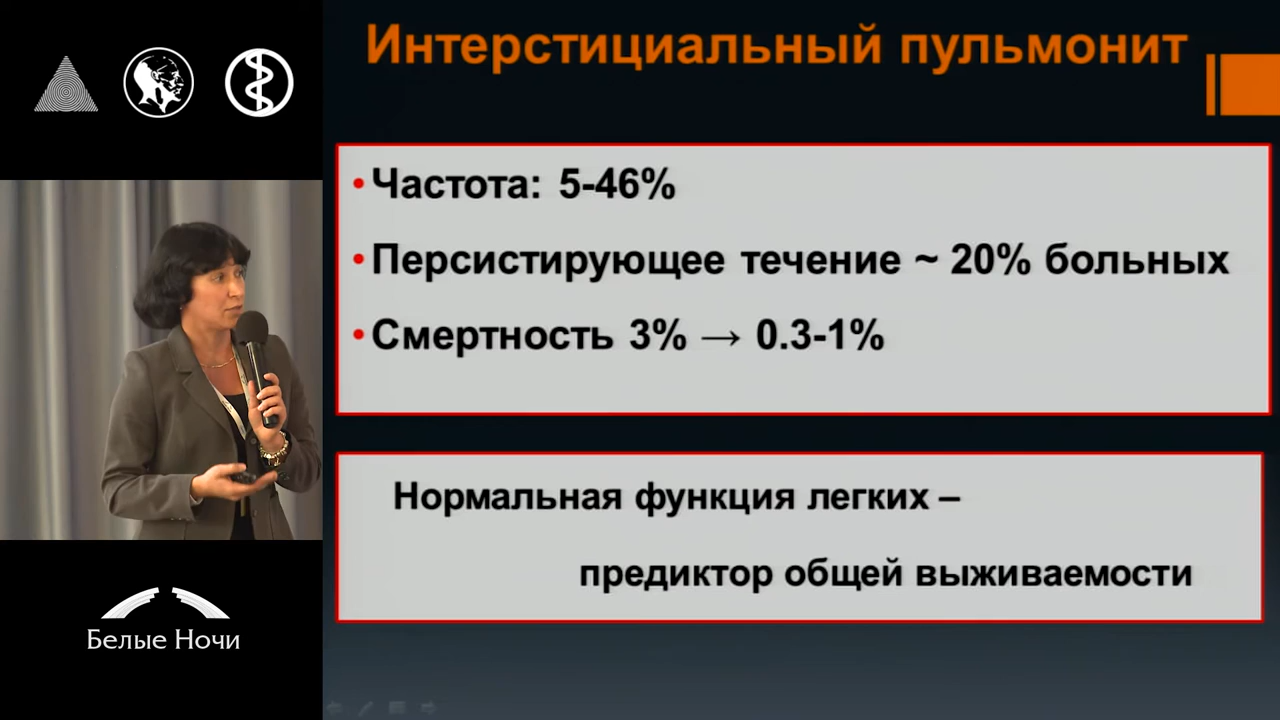 Интерстициальный пульмонит
•Частота: 5-46%
•Персистирующее течение ~ 20% больных
•Смертность 3% → 0.3-1%
Нормальная функция легких –
предиктор общей выживаемости
Белые Ночи